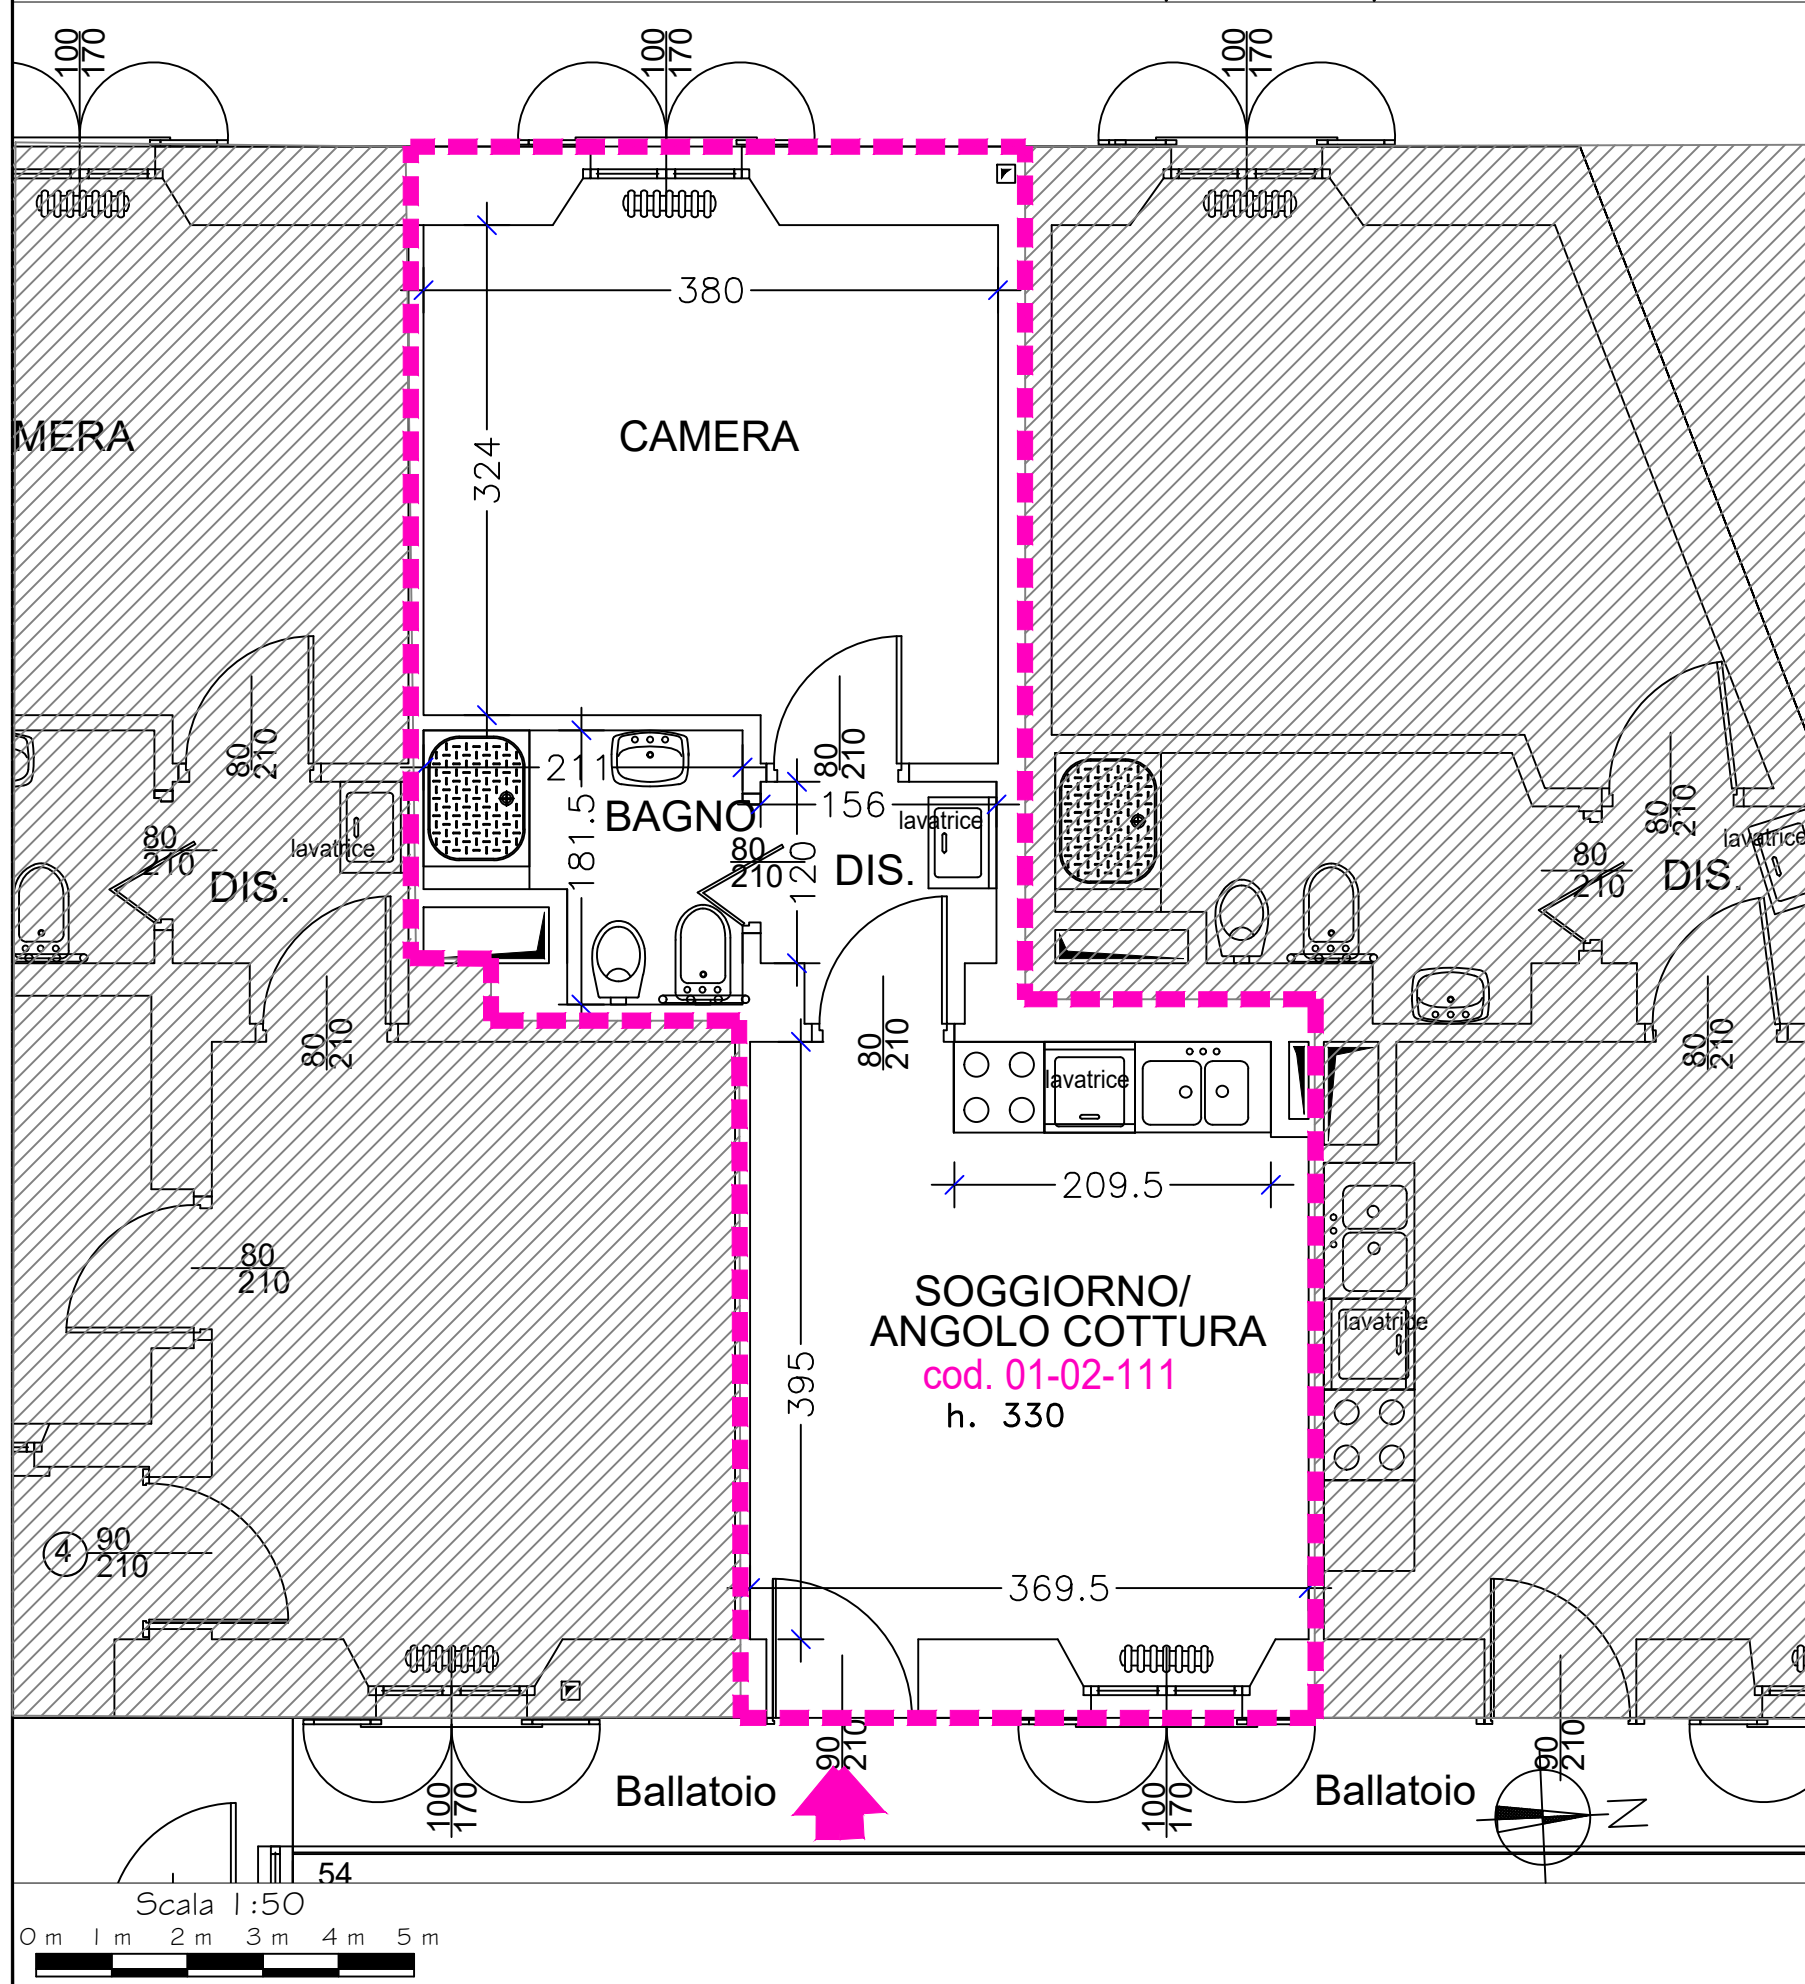 100
170
100
170
100
170
380
MERA
CAMERA
324
80
210
211
80
210
181.5
BAGNO
156
lavatrice
80
210
lavatrice
80
210
DIS.
80
210
120
DIS.
lavatrice
80
210
DIS.
80
210
80
210
80
210
lavatrice
209.5
80
210
SOGGIORNO/
ANGOLO COTTURA
cod. 01-02-111
h. 330
lavatrice
395
4
90
210
369.5
90
210
90
210
Ballatoio
Ballatoio
100
170
100
170
N
54
Scala 1:50
0 m 1 m 2 m 3 m 4 m 5 m